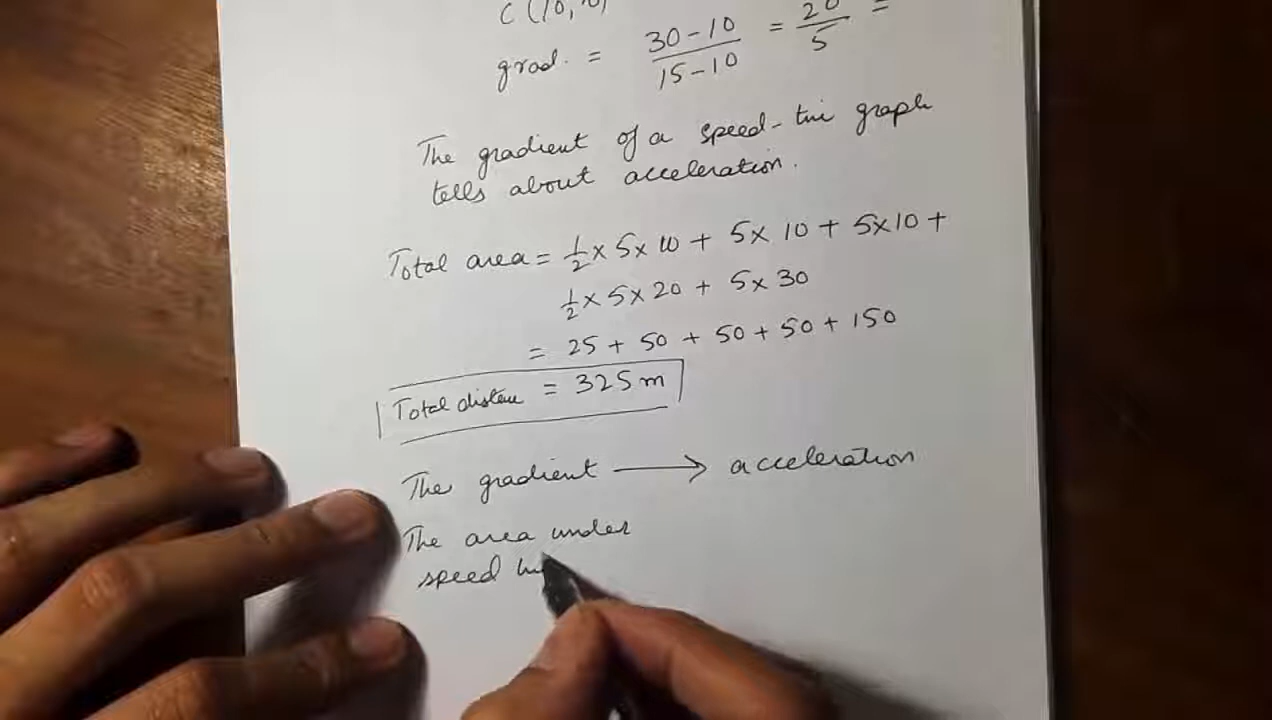 C (10, 10)
grad. = 30-10 / 15-10 = 20 / 5 =
The gradient of a speed-time graph
tells about acceleration.
Total area = 1/2 × 5 × 10 + 5 × 10 + 5 × 10 +
1/2 × 5 × 20 + 5 × 30
= 25 + 50 + 50 + 50 + 150
Total distance = 325 m
The gradient → acceleration
The area under
speed